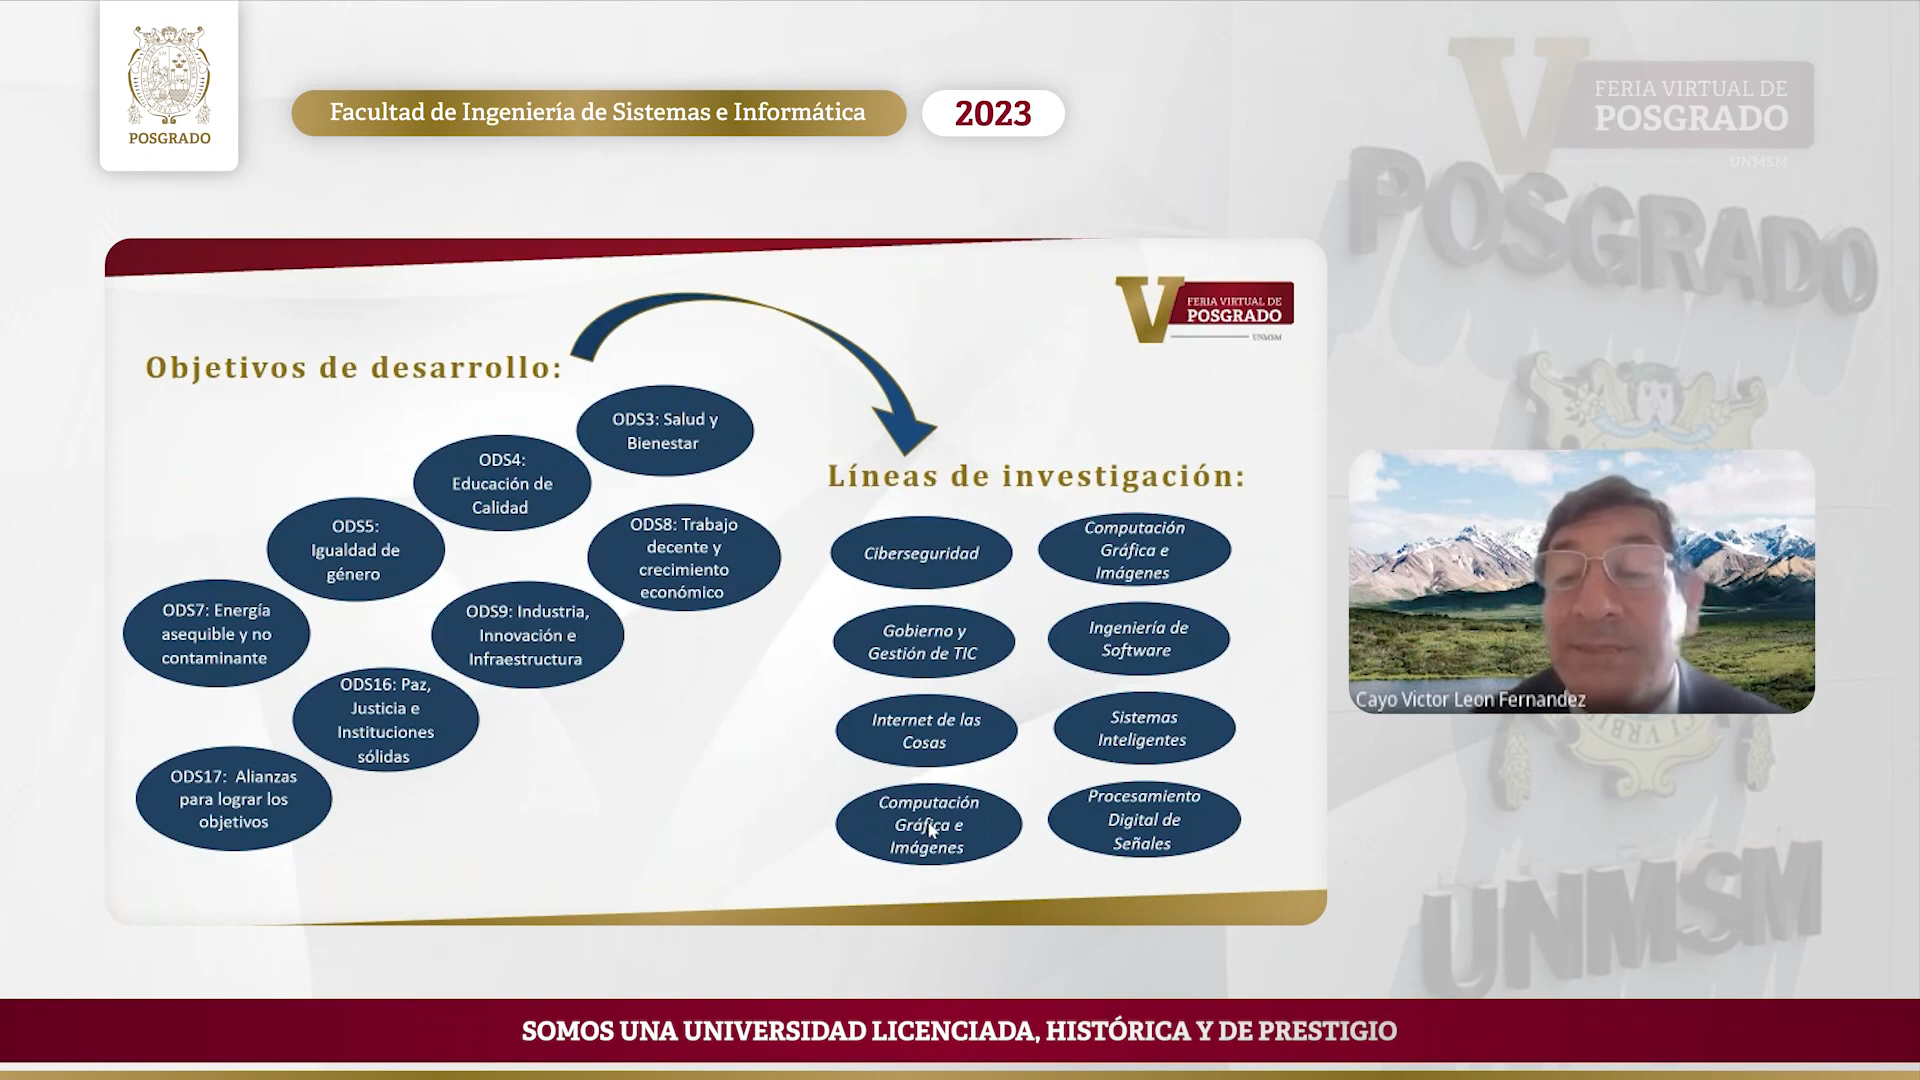 POSGRADO
Facultad de Ingeniería de Sistemas e Informática
2023
FERIA VIRTUAL DE
POSGRADO
UNMSM
POSGRADO
V
FERIA VIRTUAL DE
POSGRADO
UNMSM
Objetivos de desarrollo:
ODS3: Salud y
Bienestar
ODS4:
Educación de
Calidad
ODS5:
Igualdad de
género
ODS8: Trabajo
decente y
crecimiento
económico
ODS7: Energía
asequible y no
contaminante
ODS9: Industria,
Innovación e
Infraestructura
ODS16: Paz,
Justicia e
Instituciones
sólidas
ODS17: Alianzas
para lograr los
objetivos
Líneas de investigación:
Ciberseguridad
Computación
Gráfica e
Imágenes
Gobierno y
Gestión de TIC
Ingeniería de
Software
Internet de las
Cosas
Sistemas
Inteligentes
Computación
Gráfica e
Imágenes
Procesamiento
Digital de
Señales
Cayo Victor Leon Fernandez
UNMSM
SOMOS UNA UNIVERSIDAD LICENCIADA, HISTÓRICA Y DE PRESTIGIO